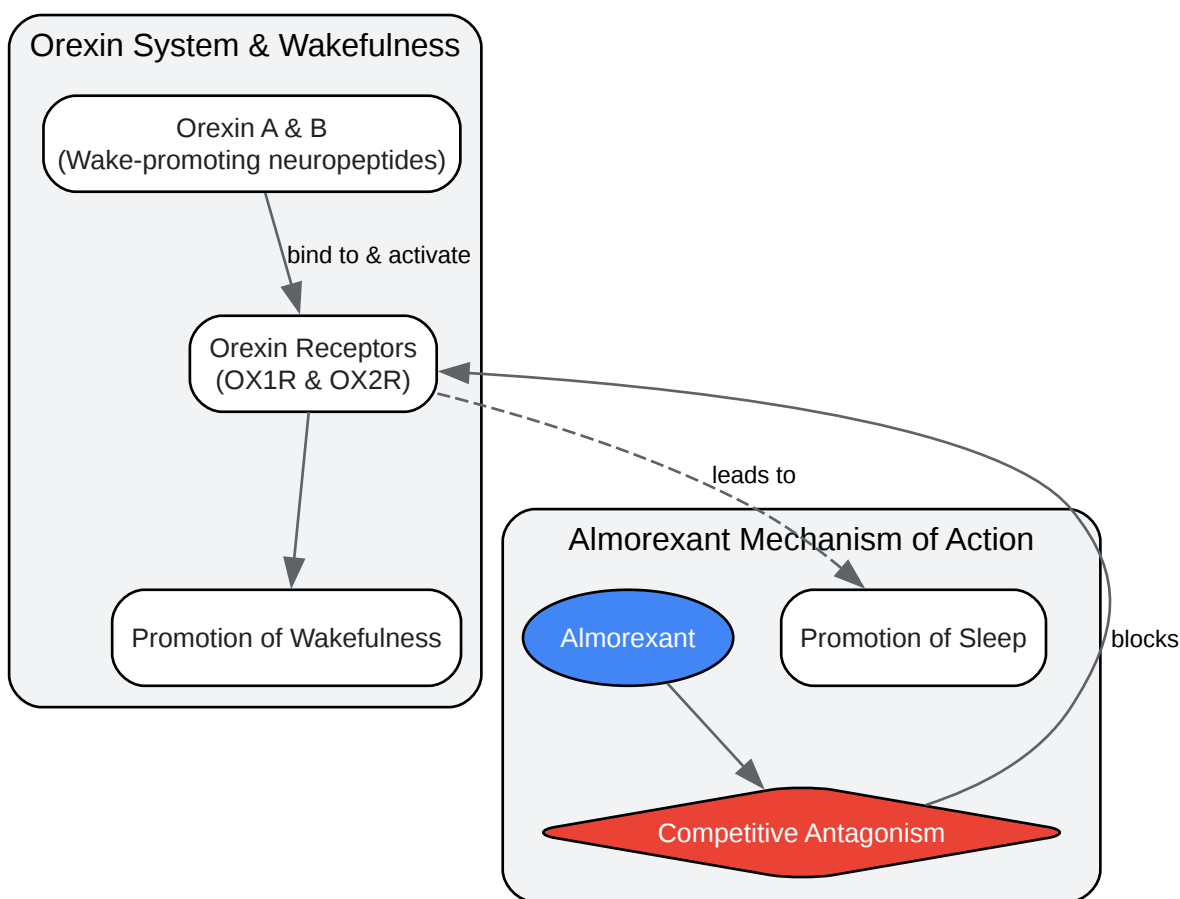 Orexin System & Wakefulness
Orexin A & B
(Wake-promoting neuropeptides)
bind to & activate
Orexin Receptors
(OX1R & OX2R)
leads to
Promotion of Wakefulness
Almorexant Mechanism of Action
Almorexant
Promotion of Sleep
blocks
Competitive Antagonism